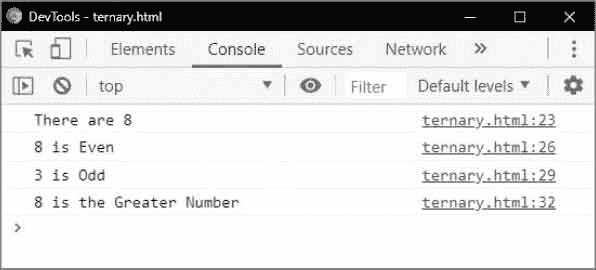 DevTools - ternary.html
Elements Console Sources Network »
top Filter Default levels
There are 8 ternary.html:23
8 is Even ternary.html:26
3 is Odd ternary.html:29
8 is the Greater Number ternary.html:32
>